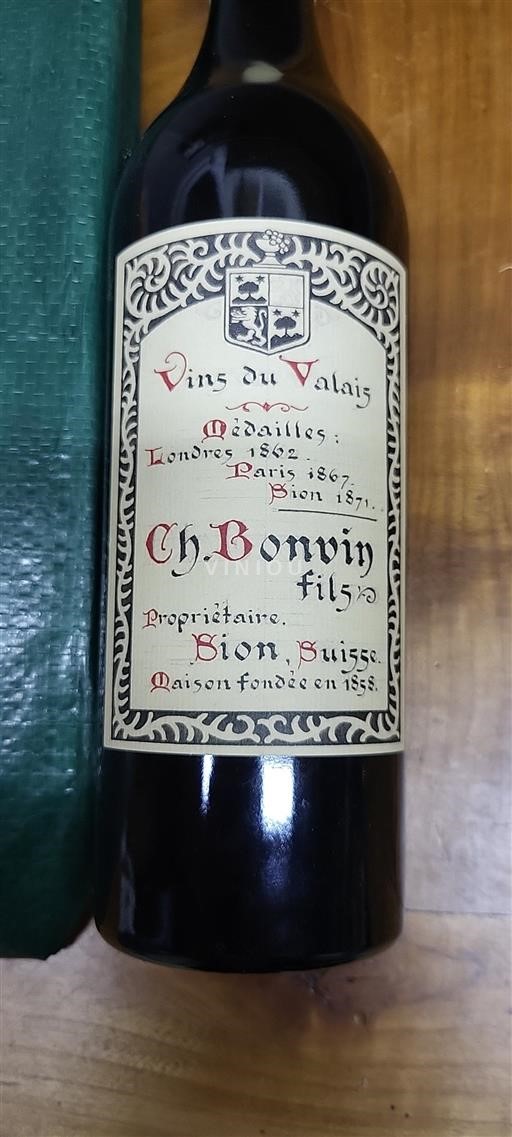 Vins du Valais
Médailles:
Londres 1862.
Paris 1867.
Sion 1871.
Ch. Bonvin
fils
VINIOU
Propriétaire.
Sion, Suisse.
Maison fondée en 1858.